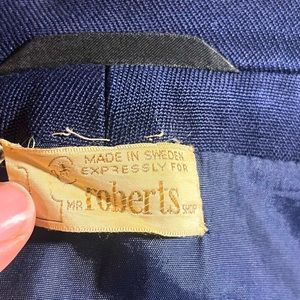 MADE IN SWEDEN
EXPRESSLY FOR
MR roberts SHOP